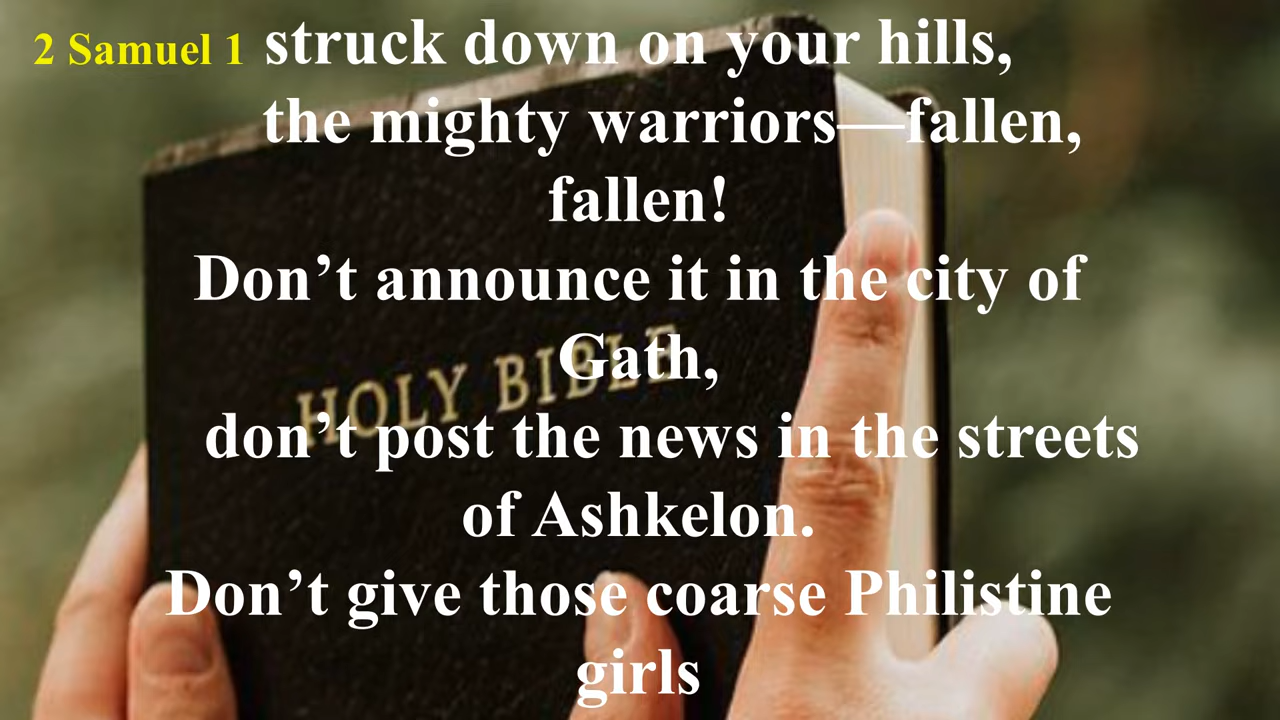 2 Samuel 1 struck down on your hills,
the mighty warriors—fallen,
fallen!
Don’t announce it in the city of
Gath,
don’t post the news in the streets
of Ashkelon.
Don’t give those coarse Philistine
girls
HOLY BIBLE